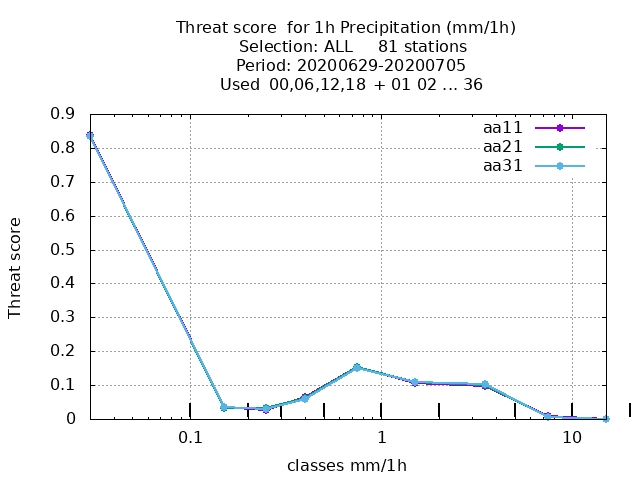 Threat score  for 1h Precipitation (mm/1h)
Selection: ALL     81 stations
Period: 20200629-20200705
Used  00,06,12,18  + 01 02 ... 36
aa11
aa21
aa31
0.9
0.8
0.7
0.6
0.5
0.4
0.3
0.2
0.1
0
Threat score
0.1 1 10
classes mm/1h